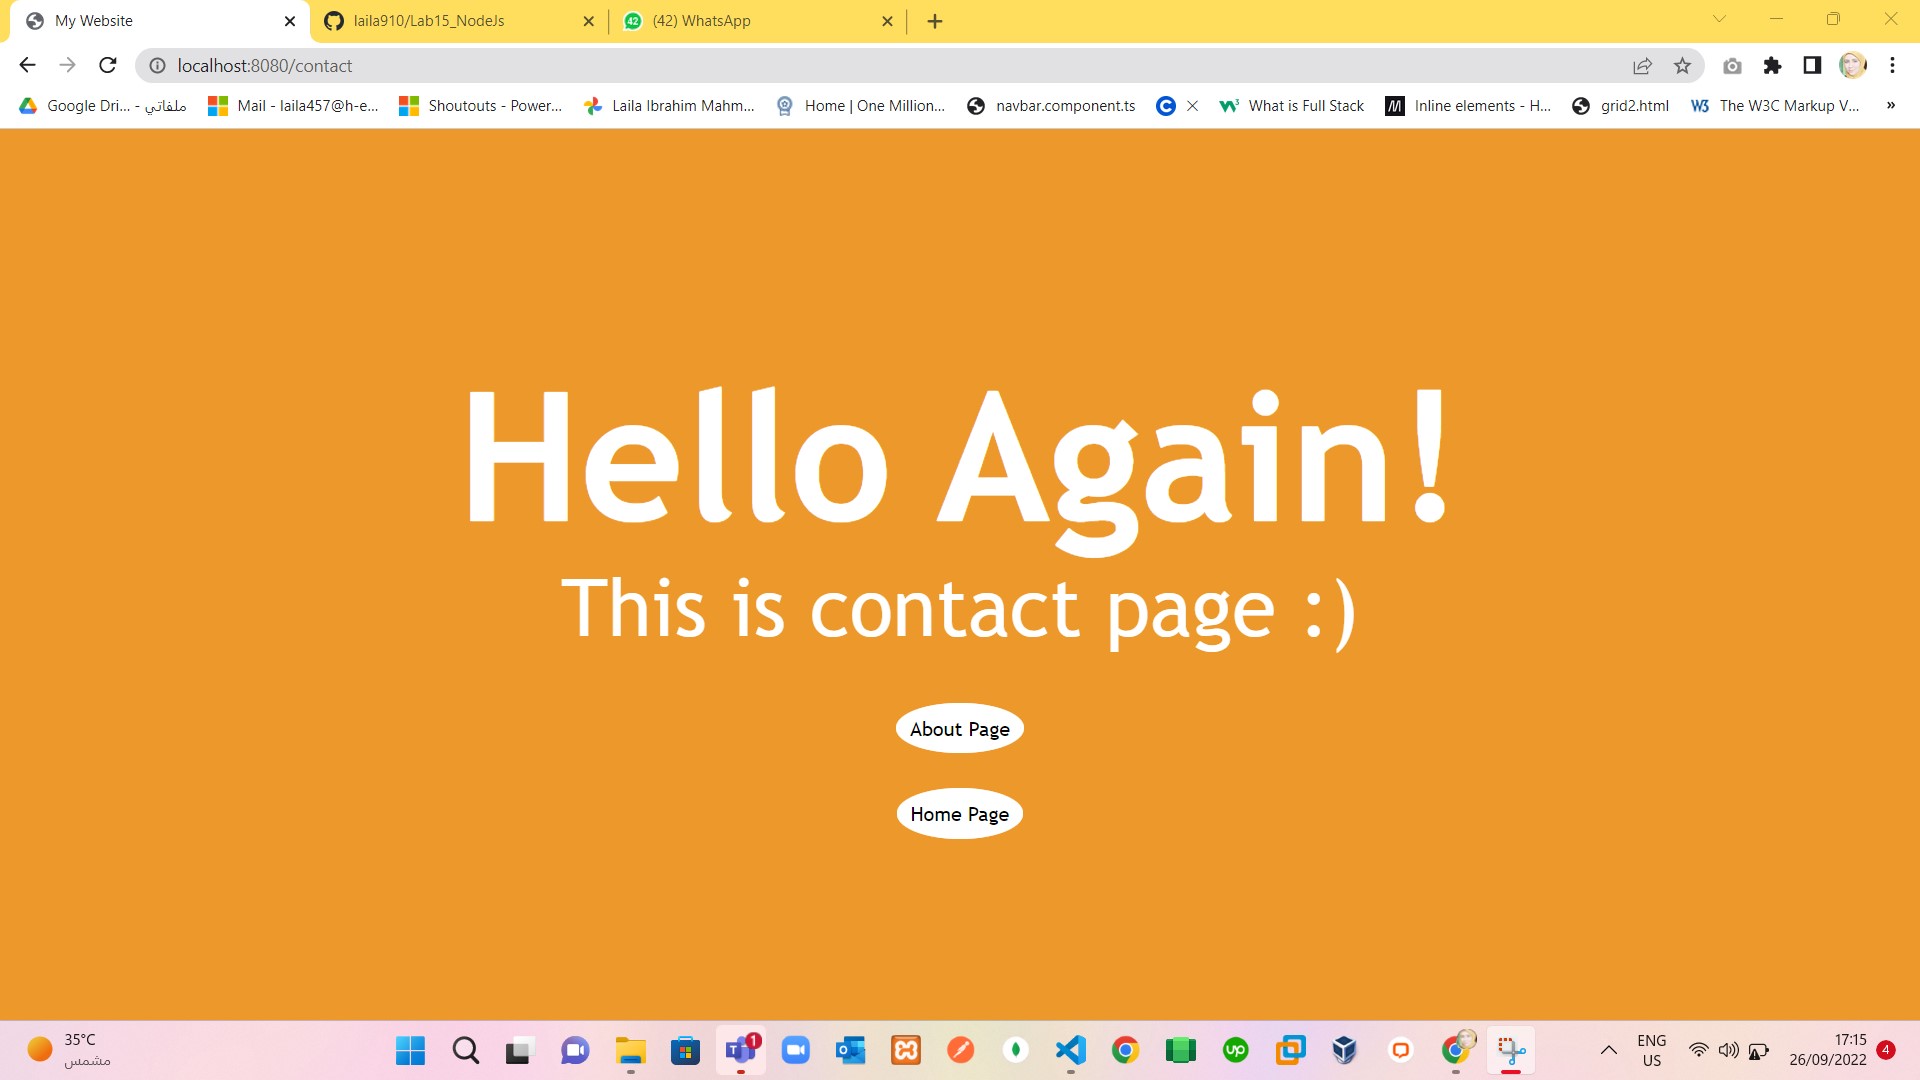 My Website
laila910/Lab15_NodeJs
42 (42) WhatsApp
localhost:8080/contact
Google Dri... - ملفاتي
Mail - laila457@h-e...
Shoutouts - Power...
Laila Ibrahim Mahm...
Home | One Million...
navbar.component.ts
What is Full Stack
Inline elements - H...
grid2.html
W3 The W3C Markup V...
»
Hello Again!
This is contact page :)
About Page
Home Page
35°C
مشمس
1
up
ENG
US
17:15
26/09/2022
4